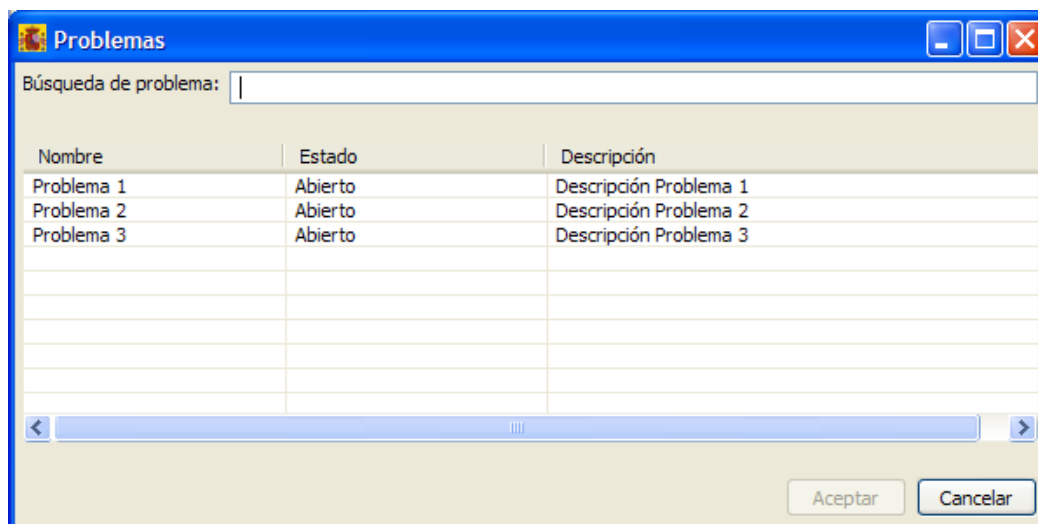 Problemas
Búsqueda de problema:
Nombre Estado Descripción
Problema 1 Abierto Descripción Problema 1
Problema 2 Abierto Descripción Problema 2
Problema 3 Abierto Descripción Problema 3
Aceptar Cancelar